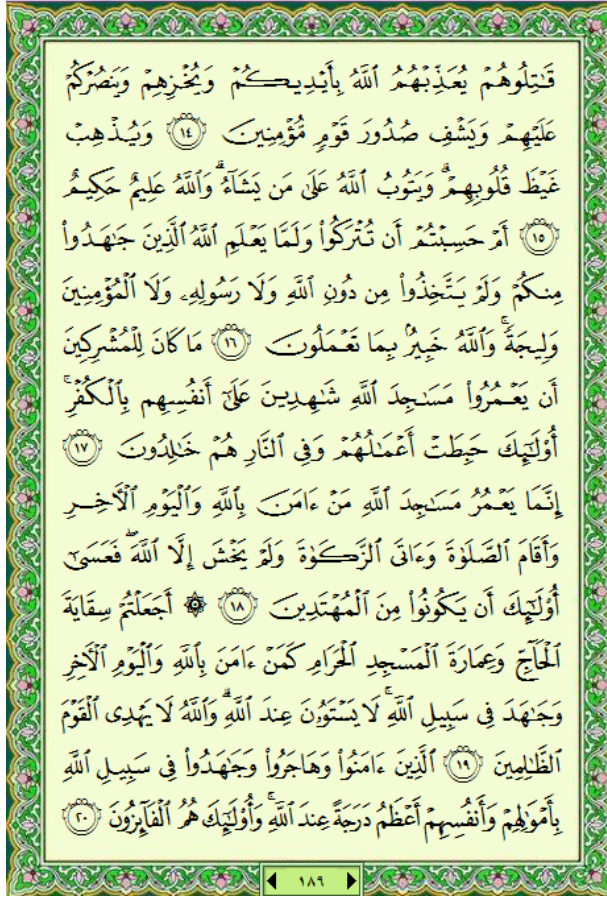 قَٰتِلُوهُمْ يُعَذِّبْهُمُ ٱللَّهُ بِأَيْدِيكُمْ وَيُخْزِهِمْ وَيَنصُرْكُمْ
عَلَيْهِمْ وَيَشْفِ صُدُورَ قَوْمٍ مُّؤْمِنِينَ ١٤ وَيُذْهِبْ
غَيْظَ قُلُوبِهِمْ ۗ وَيَتُوبُ ٱللَّهُ عَلَىٰ مَن يَشَآءُ ۗ وَٱللَّهُ عَلِيمٌ حَكِيمٌ
١٥ أَمْ حَسِبْتُمْ أَن تُتْرَكُوا۟ وَلَمَّا يَعْلَمِ ٱللَّهُ ٱلَّذِينَ جَٰهَدُوا۟
مِنكُمْ وَلَمْ يَتَّخِذُوا۟ مِن دُونِ ٱللَّهِ وَلَا رَسُولِهِۦ وَلَا ٱلْمُؤْمِنِينَ
وَلِيجَةً ۚ وَٱللَّهُ خَبِيرٌۢ بِمَا تَعْمَلُونَ ١٦ مَا كَانَ لِلْمُشْرِكِينَ
أَن يَعْمُرُوا۟ مَسَٰجِدَ ٱللَّهِ شَٰهِدِينَ عَلَىٰٓ أَنفُسِهِم بِٱلْكُفْرِ ۚ
أُو۟لَٰٓئِكَ حَبِطَتْ أَعْمَٰلُهُمْ وَفِى ٱلنَّارِ هُمْ خَٰلِدُونَ ١٧
إِنَّمَا يَعْمُرُ مَسَٰجِدَ ٱللَّهِ مَنْ ءَامَنَ بِٱللَّهِ وَٱلْيَوْمِ ٱلْءَاخِرِ
وَأَقَامَ ٱلصَّلَوٰةَ وَءَاتَى ٱلزَّكَوٰةَ وَلَمْ يَخْشَ إِلَّا ٱللَّهَ ۖ فَعَسَىٰٓ
أُو۟لَٰٓئِكَ أَن يَكُونُوا۟ مِنَ ٱلْمُهْتَدِينَ ١٨ ۞ أَجَعَلْتُمْ سِقَايَةَ
ٱلْحَآجِّ وَعِمَارَةَ ٱلْمَسْجِدِ ٱلْحَرَامِ كَمَنْ ءَامَنَ بِٱللَّهِ وَٱلْيَوْمِ ٱلْءَاخِرِ
وَجَٰهَدَ فِى سَبِيلِ ٱللَّهِ ۚ لَا يَسْتَوُۥنَ عِندَ ٱللَّهِ ۗ وَٱللَّهُ لَا يَهْدِى ٱلْقَوْمَ
ٱلظَّٰلِمِينَ ١٩ ٱلَّذِينَ ءَامَنُوا۟ وَهَاجَرُوا۟ وَجَٰهَدُوا۟ فِى سَبِيلِ ٱللَّهِ
بِأَمْوَٰلِهِمْ وَأَنفُسِهِمْ أَعْظَمُ دَرَجَةً عِندَ ٱللَّهِ ۚ وَأُو۟لَٰٓئِكَ هُمُ ٱلْفَآئِزُونَ ٢٠
١٨٩